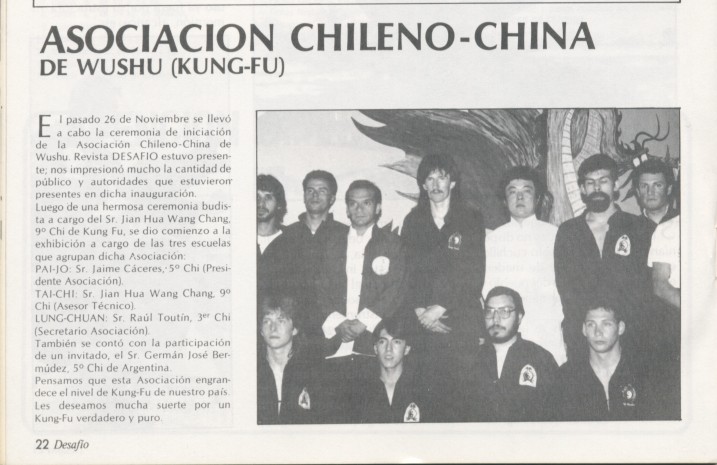 ASOCIACION CHILENO-CHINA
DE WUSHU (KUNG-FU)
El pasado 26 de Noviembre se llevó
a cabo la ceremonia de iniciación
de la Asociación Chileno-China de
Wushu. Revista DESAFIO estuvo presen-
te; nos impresionó mucho la cantidad de
público y autoridades que estuvieron
presentes en dicha inauguración.
Luego de una hermosa ceremonia budis-
ta a cargo del Sr. Jian Hua Wang Chang,
9º Chi de Kung Fu, se dio comienzo a la
exhibición a cargo de las tres escuelas
que agrupan dicha Asociación:
PAI-JO: Sr. Jaime Cáceres, 5º Chi (Presi-
dente Asociación).
TAI-CHI: Sr. Jian Hua Wang Chang, 9º
Chi (Asesor Técnico).
LUNG-CHUAN: Sr. Raúl Toutín, 3er Chi
(Secretario Asociación).
También se contó con la participación
de un invitado, el Sr. Germán José Ber-
múdez, 5º Chi de Argentina.
Pensamos que esta Asociación engran-
dece el nivel de Kung-Fu de nuestro país.
Les deseamos mucha suerte por un
Kung-Fu verdadero y puro.
22 Desafío